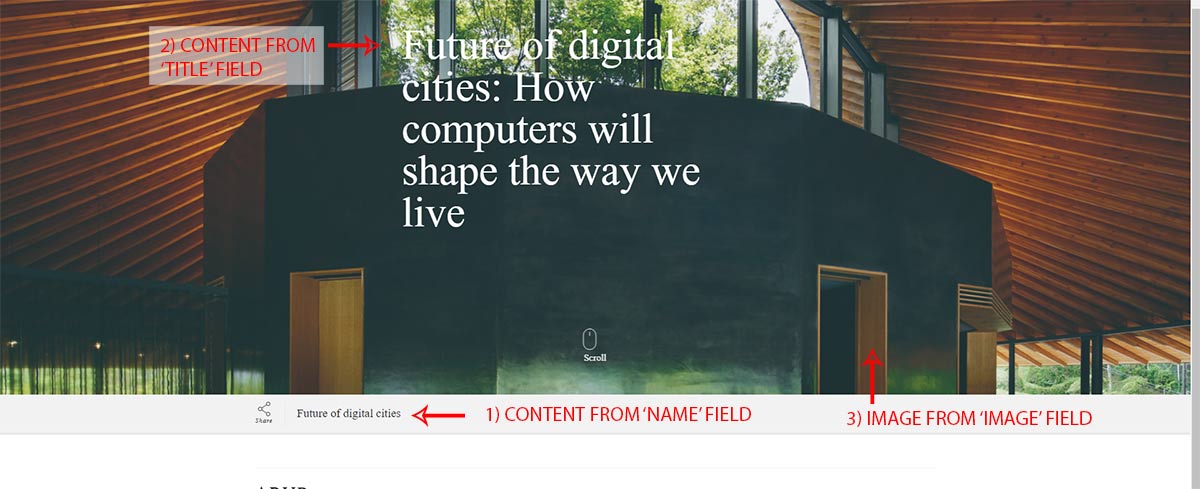 2) CONTENT FROM
'TITLE' FIELD
Future of digital
cities: How
computers will
shape the way we
live
Scroll
Share
Future of digital cities
1) CONTENT FROM 'NAME' FIELD
3) IMAGE FROM 'IMAGE' FIELD